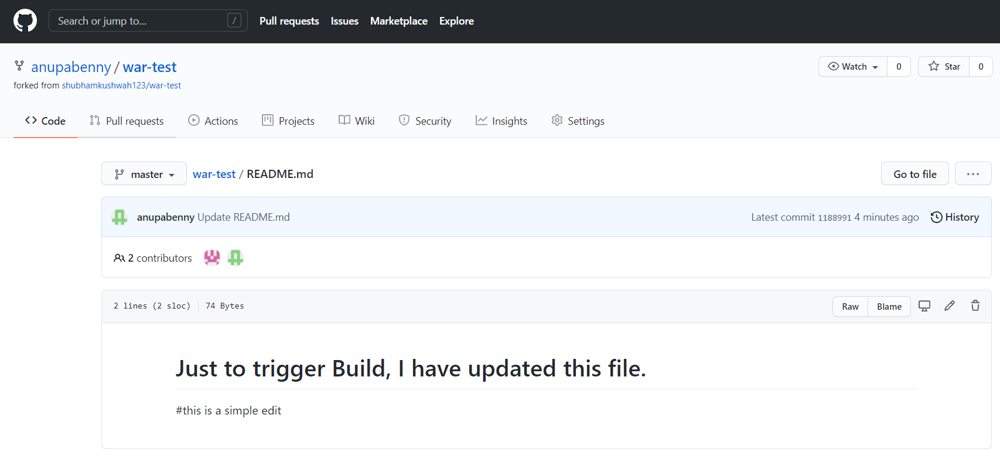 Search or jump to... /
Pull requests Issues Marketplace Explore
anupabenny / war-test
Watch 0 Star 0
forked from shubhamkushwah123/war-test
Code Pull requests Actions Projects Wiki Security Insights Settings
master war-test / README.md Go to file ...
anupabenny Update README.md Latest commit 1188991 4 minutes ago History
2 contributors
2 lines (2 sloc) 74 Bytes Raw Blame
Just to trigger Build, I have updated this file.
#this is a simple edit